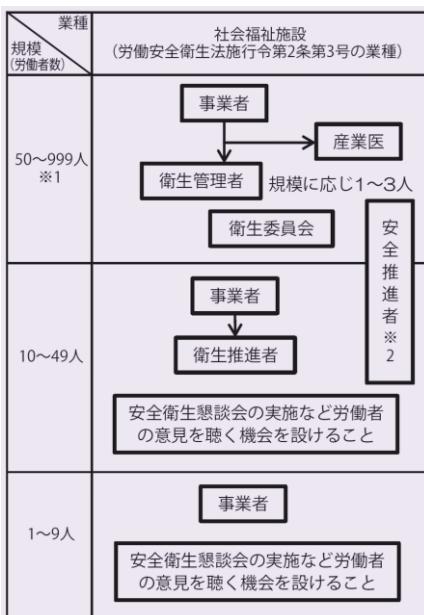 業種
規模
(労働者数)
社会福祉施設
(労働安全衛生法施行令第2条第3号の業種)
50～999人
※1
事業者
産業医
衛生管理者
規模に応じ1～3人
衛生委員会
安全推進者※2
10～49人
事業者
衛生推進者
安全衛生懇談会の実施など労働者
の意見を聴く機会を設けること
1～9人
事業者
安全衛生懇談会の実施など労働者
の意見を聴く機会を設けること